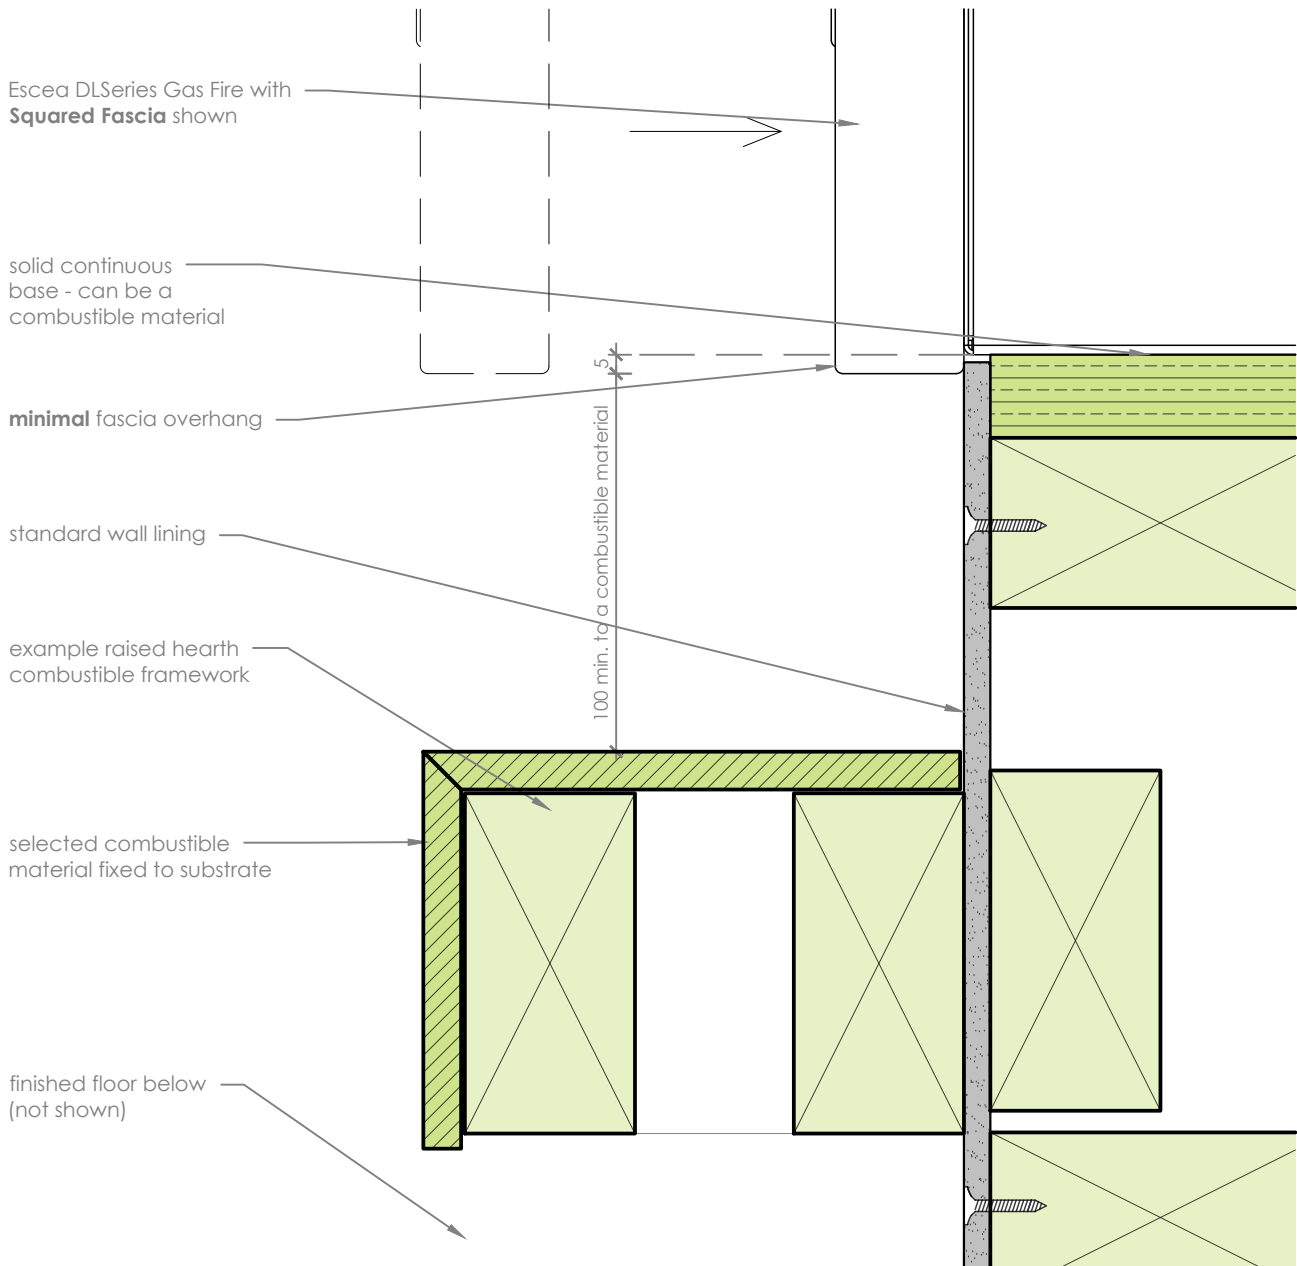 Escea DLSeries Gas Fire with
Squared Fascia shown
solid continuous
base - can be a
combustible material
5
minimal fascia overhang
100 min. to a combustible material
standard wall lining
example raised hearth
combustible framework
selected combustible
material fixed to substrate
finished floor below
(not shown)